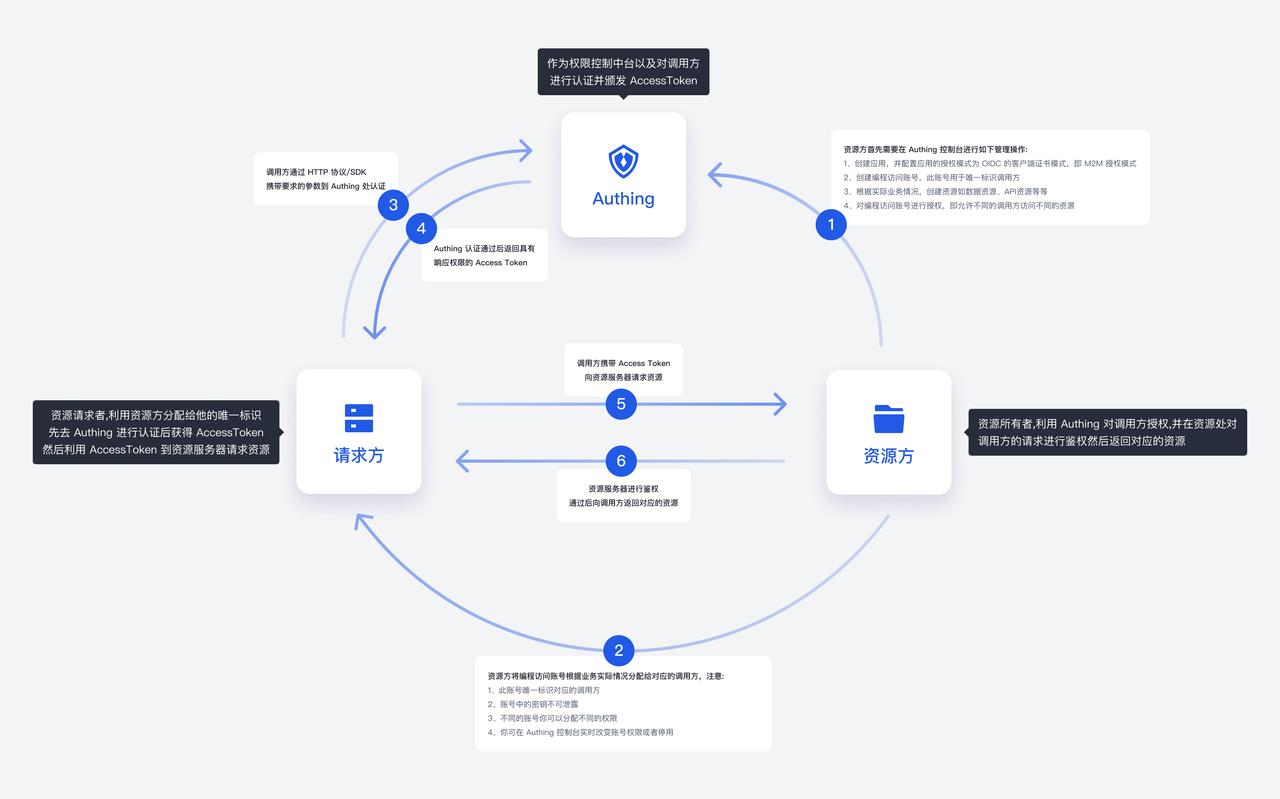 作为权限控制中台以及对调用方
进行认证并颁发 AccessToken
Authing
资源方首先需要在 Authing 控制台进行如下管理操作:
1、创建应用，并配置应用的授权模式为 OIDC 的客户端证书模式，即 M2M 授权模式
2、创建编程访问账号，此账号用于唯一标识调用方
3、根据实际业务情况，创建资源如数据资源、API资源等等
4、对编程访问账号进行授权，即允许不同的调用方访问不同的资源
1
调用方通过 HTTP 协议/SDK
携带要求的参数到 Authing 处认证
3
4
Authing 认证通过后返回具有
响应权限的 Access Token
调用方携带 Access Token
向资源服务器请求资源
5
资源请求者,利用资源方分配给他的唯一标识
先去 Authing 进行认证后获得 AccessToken
然后利用 AccessToken 到资源服务器请求资源
请求方
资源方
资源所有者,利用 Authing 对调用方授权,并在资源处对
调用方的请求进行鉴权然后返回对应的资源
6
资源服务器进行鉴权
通过后向调用方返回对应的资源
2
资源方将编程访问账号根据业务实际情况分配给对应的调用方，注意:
1、此账号唯一标识对应的调用方
2、账号中的密钥不可泄露
3、不同的账号你可以分配不同的权限
4、你可在 Authing 控制台实时改变账号权限或者停用